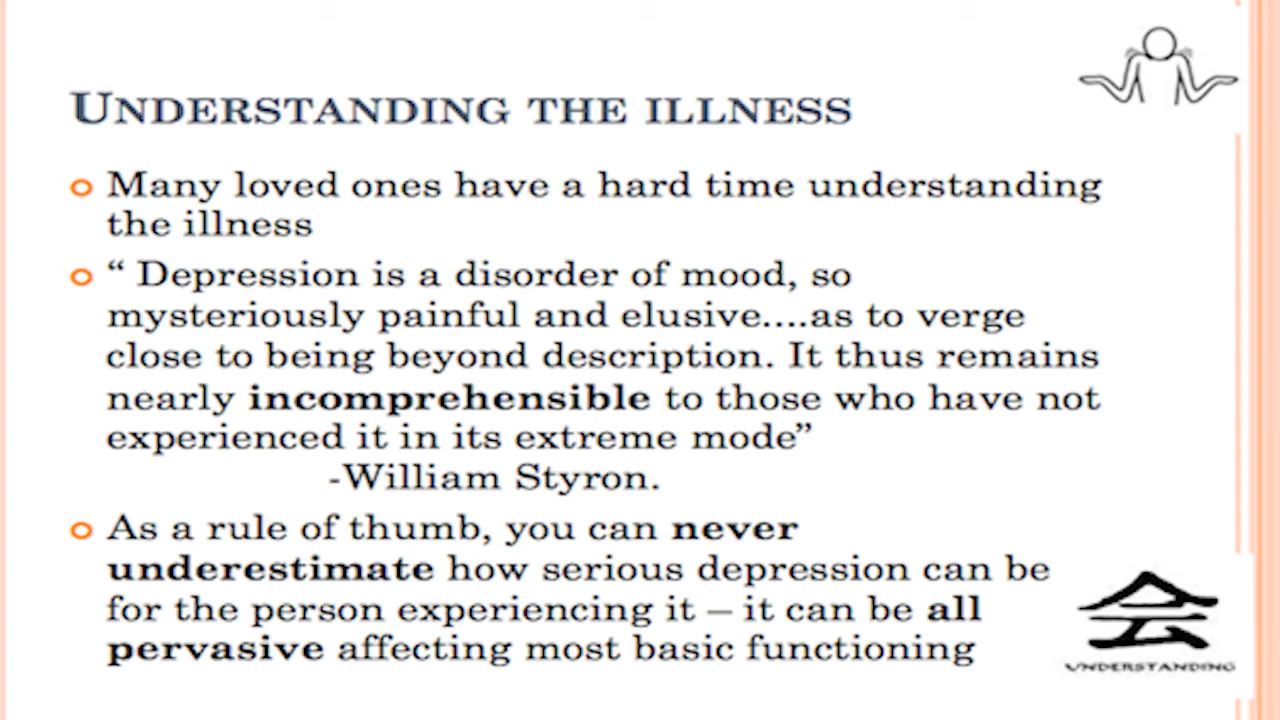 UNDERSTANDING THE ILLNESS
Many loved ones have a hard time understanding
the illness
“ Depression is a disorder of mood, so
mysteriously painful and elusive....as to verge
close to being beyond description. It thus remains
nearly incomprehensible to those who have not
experienced it in its extreme mode”
-William Styron.
As a rule of thumb, you can never
underestimate how serious depression can be
for the person experiencing it – it can be all
pervasive affecting most basic functioning
会
UNDERSTANDING